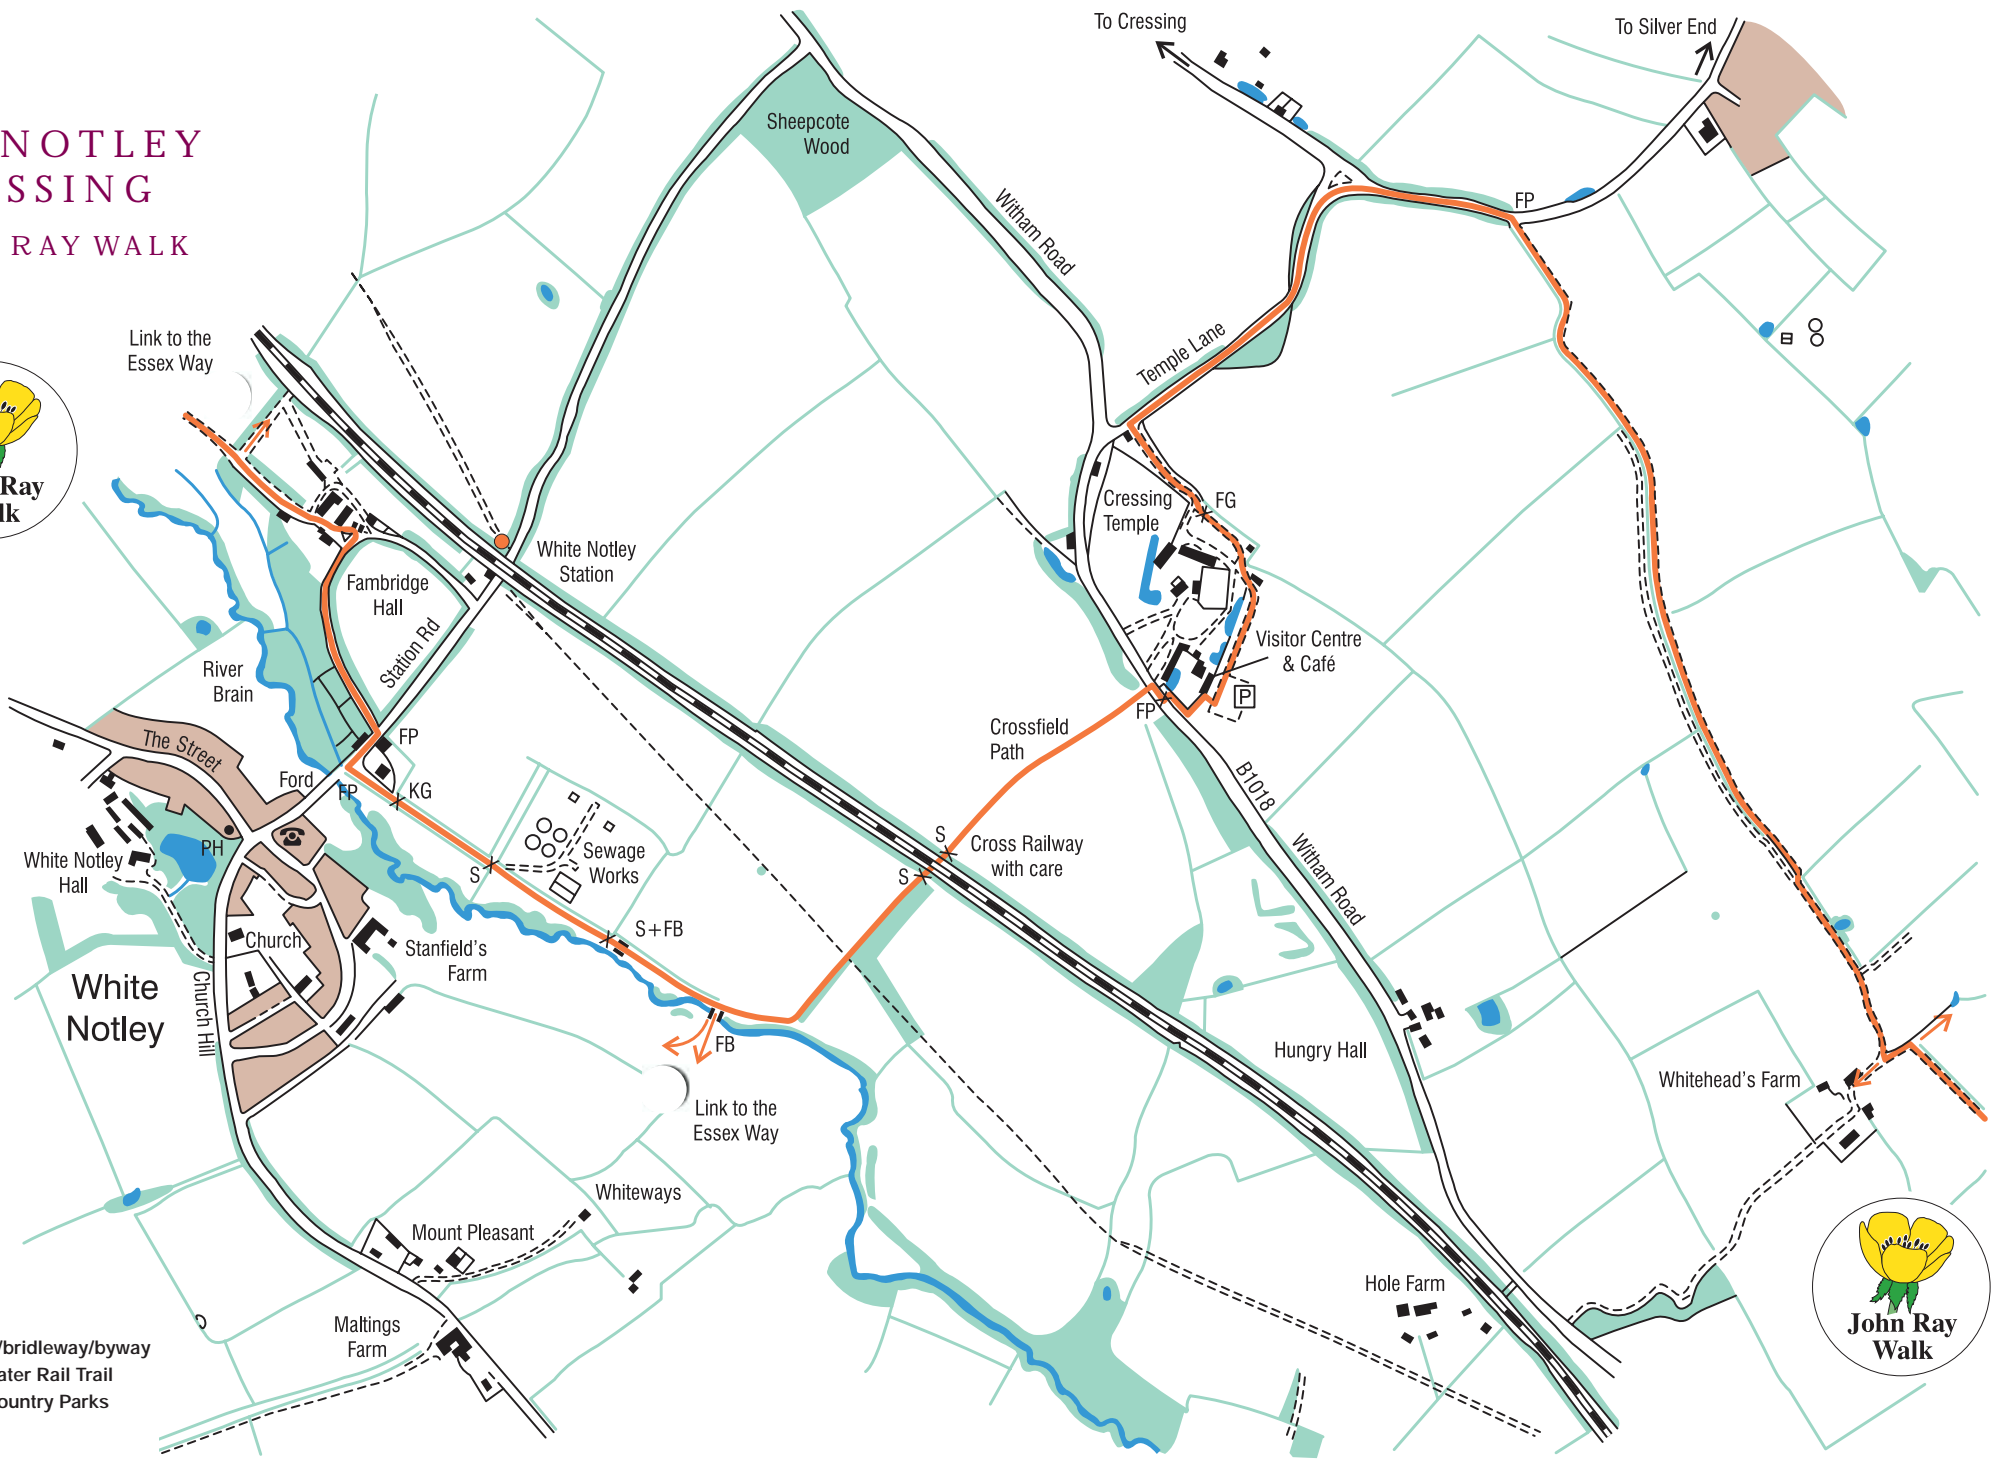 NOTLEY
SSING
RAY WALK
To Cressing
To Silver End
Sheepcote
Wood
Witham Road
FP
Link to the
Essex Way
Temple Lane
Ray
lk
Cressing
Temple
FG
White Notley
Station
Fambridge
Hall
Station Rd
River
Brain
Visitor Centre
& Café
P
FP
Crossfield
Path
The Street
FP
Ford
FP
KG
B1018
PH
White Notley
Hall
S
Sewage
Works
S
Cross Railway
with care
S
Witham Road
S+FB
Church
Stanfield's
Farm
White
Notley
Church Hill
FB
Hungry Hall
Whitehead's Farm
Link to the
Essex Way
Whiteways
Mount Pleasant
Hole Farm
Maltings
Farm
John Ray
Walk
/bridleway/byway
ater Rail Trail
ountry Parks